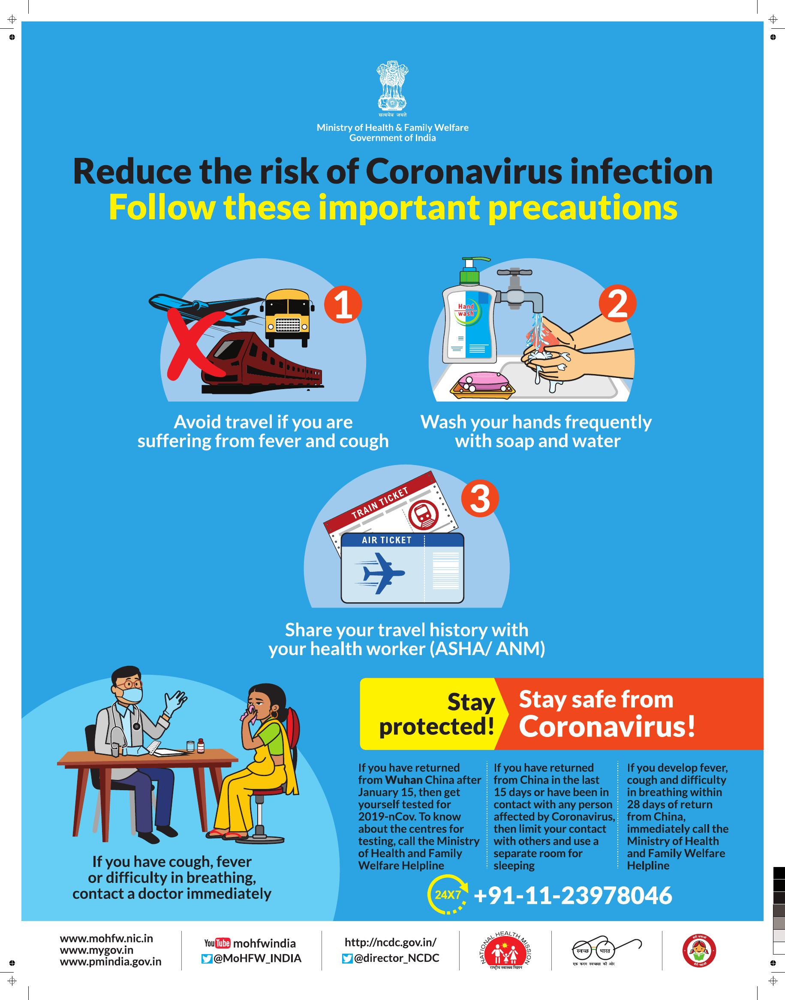 सत्यमेव जयते
Ministry of Health & Family Welfare
Government of India
Reduce the risk of Coronavirus infection
Follow these important precautions
1
Hand
wash
2
Avoid travel if you are
suffering from fever and cough
Wash your hands frequently
with soap and water
TRAIN TICKET
AIR TICKET
3
Share your travel history with
your health worker (ASHA/ ANM)
Stay
protected!
Stay safe from
Coronavirus!
If you have returned
from Wuhan China after
January 15, then get
yourself tested for
2019-nCov. To know
about the centres for
testing, call the Ministry
of Health and Family
Welfare Helpline
If you have returned
from China in the last
15 days or have been in
contact with any person
affected by Coronavirus,
then limit your contact
with others and use a
separate room for
sleeping
If you develop fever,
cough and difficulty
in breathing within
28 days of return
from China,
immediately call the
Ministry of Health
and Family Welfare
Helpline
If you have cough, fever
or difficulty in breathing,
contact a doctor immediately
24X7
+91-11-23978046
www.mohfw.nic.in
www.mygov.in
www.pmindia.gov.in
YouTube mohfwindia
@MoHFW_INDIA
http://ncdc.gov.in/
@director_NCDC
NATIONAL HEALTH MISSION
राष्ट्रीय स्वास्थ्य मिशन
स्वच्छ भारत
एक कदम स्वच्छता की ओर
बेटी बचाओ
बेटी पढ़ाओ